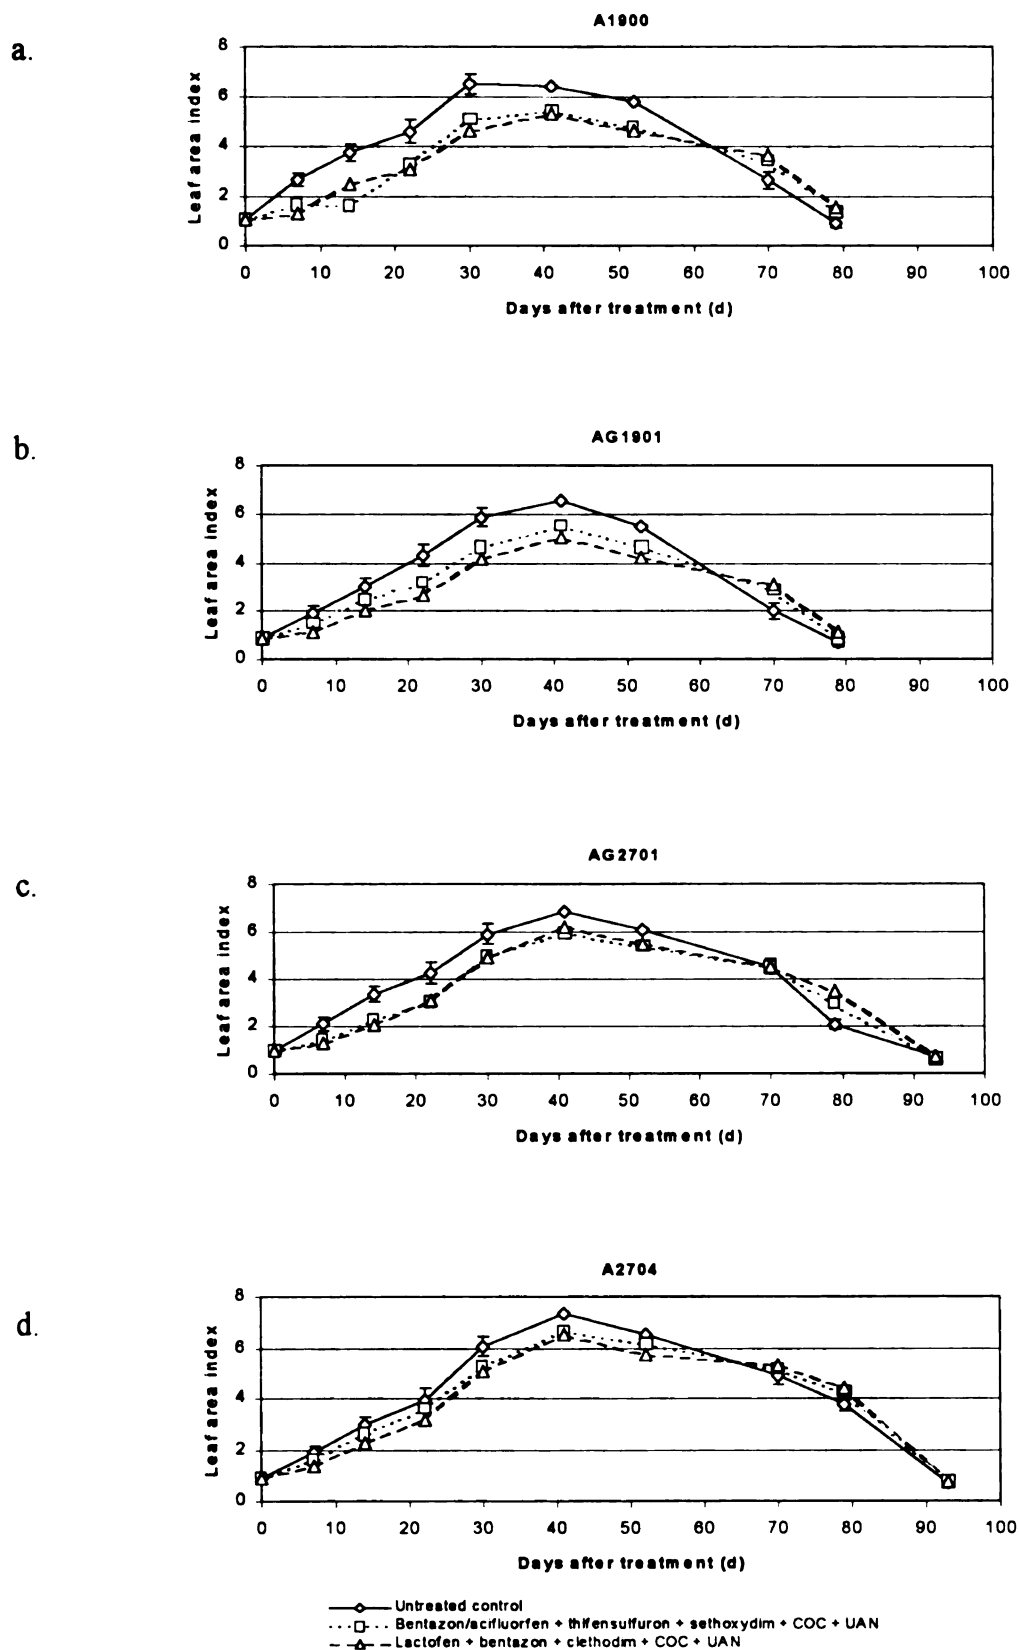 a.
A1900
Leaf area index
8
6
4
2
0
0 10 20 30 40 50 60 70 80 90 100
Days after treatment (d)
b.
AG1901
Leaf area index
8
6
4
2
0
0 10 20 30 40 50 60 70 80 90 100
Days after treatment (d)
c.
AG2701
Leaf area index
8
6
4
2
0
0 10 20 30 40 50 60 70 80 90 100
Days after treatment (d)
d.
A2704
Leaf area index
8
6
4
2
0
0 10 20 30 40 50 60 70 80 90 100
Days after treatment (d)
Untreated control
Bentazon/acifluorfen + thifensulfuron + sethoxydim + COC + UAN
Lactofen + bentazon + clethodim + COC + UAN